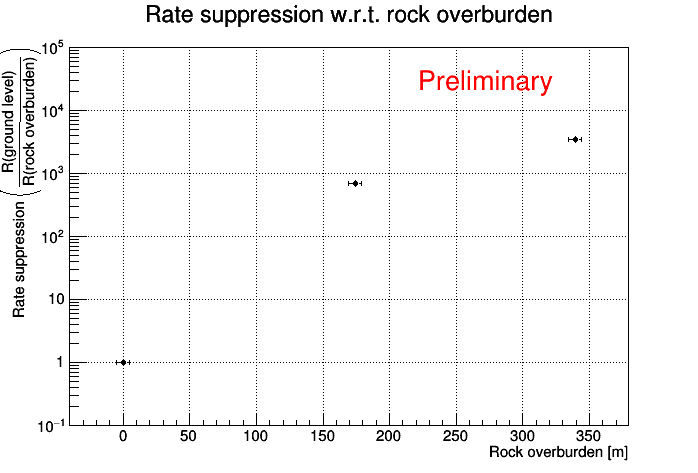 Rate suppression w.r.t. rock overburden
Preliminary
Rate suppression (R(ground level) / R(rock overburden))
10^5
10^4
10^3
10^2
10
1
10^−1
0 50 100 150 200 250 300 350
Rock overburden [m]